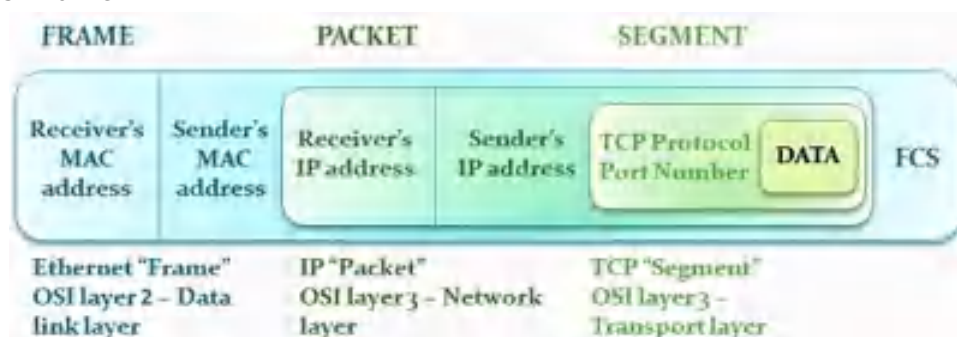 FRAME PACKET SEGMENT
Receiver's MAC address
Sender's MAC address
Receiver's IP address
Sender's IP address
TCP Protocol Port Number
DATA
FCS
Ethernet "Frame"
OSI layer 2 – Data
link layer
IP "Packet"
OSI layer 3 – Network
layer
TCP "Segment"
OSI layer 3 –
Transport layer